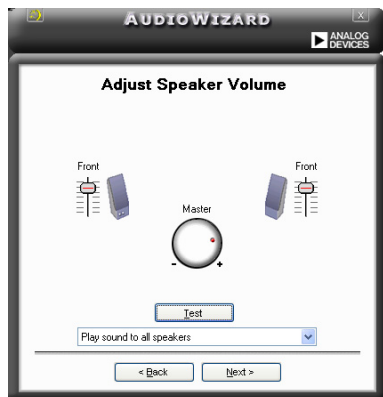 AUDIOWIZARD
ANALOG
DEVICES
Adjust Speaker Volume
Front
Front
Master
- +
Test
Play sound to all speakers
< Back
Next >